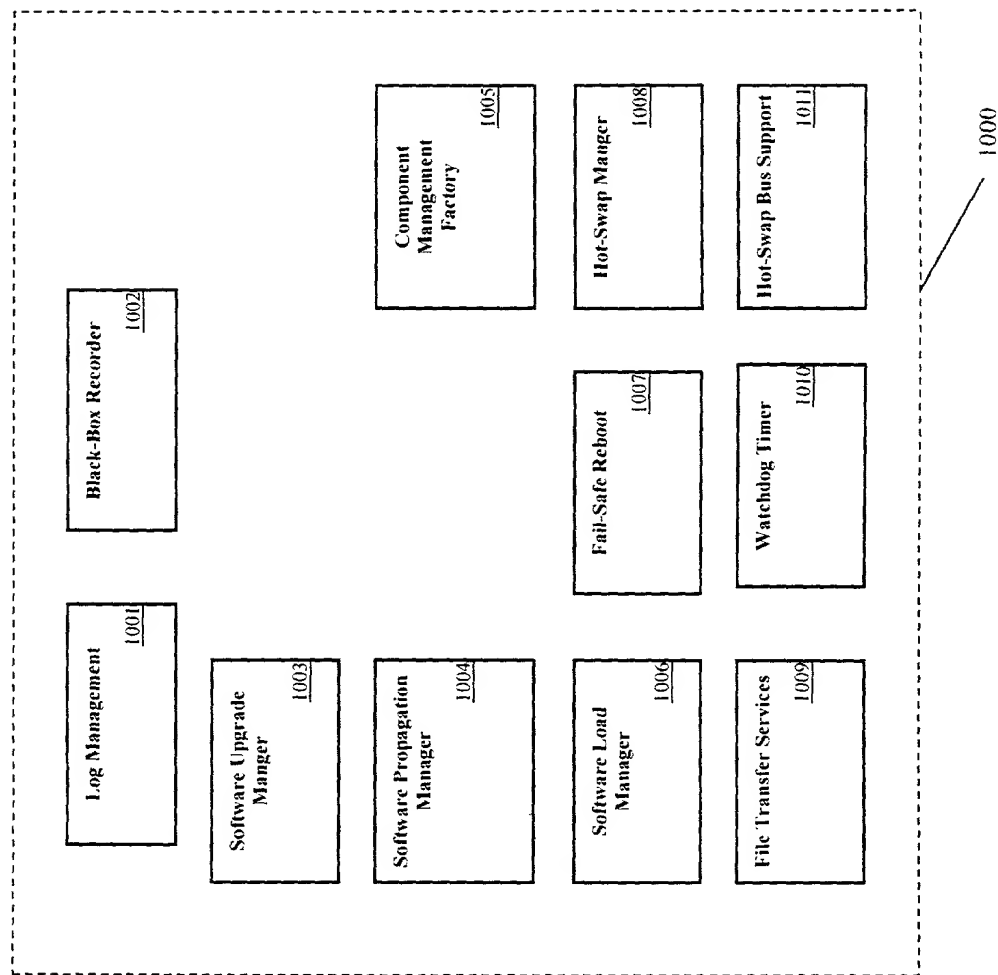 Log Management
1001
Black-Box Recorder
1002
Software Upgrade
Manger
1003
Software Propagation
Manager
1004
Component
Management
Factory
1005
Software Load
Manager
1006
Fail-Safe Reboot
1007
Hot-Swap Manger
1008
File Transfer Services
1009
Watchdog Timer
1010
Hot-Swap Bus Support
1011
1000